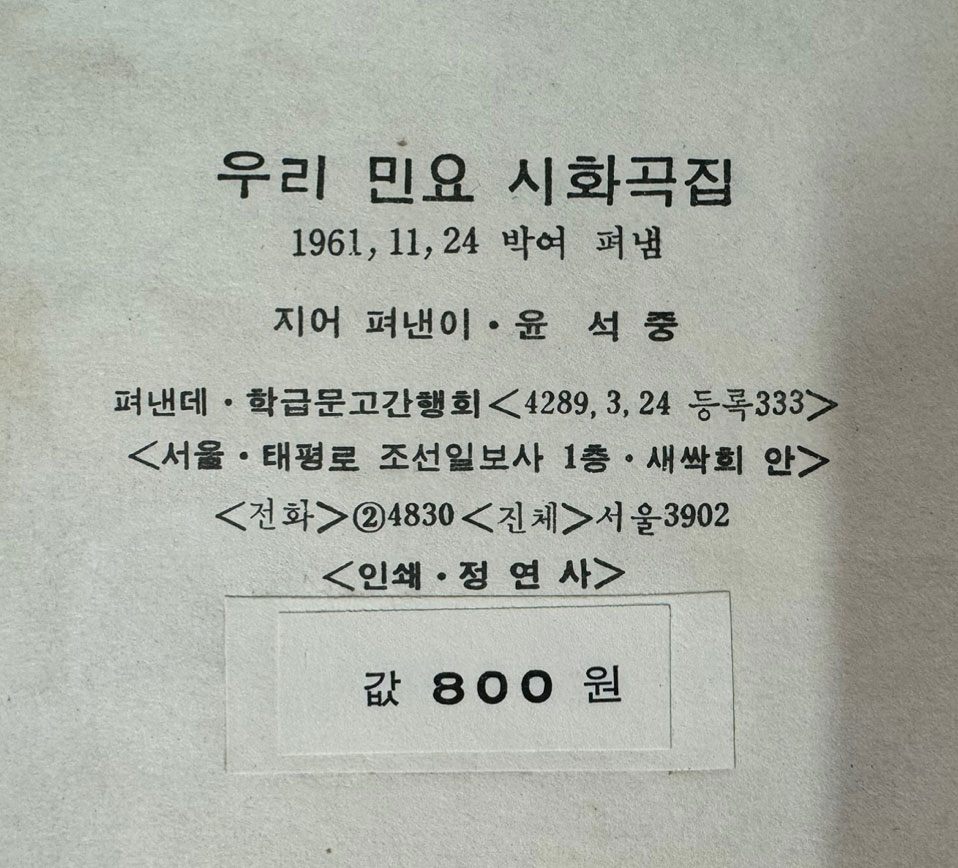 우리 민요 시화곡집
1961, 11, 24 박여 펴냄
지어 펴낸이·윤 석 중
펴낸데·학급문고간행회<4289, 3, 24 등록333>
<서울·태평로 조선일보사 1층·새싹회 안>
<전화>②4830<진체>서울3902
<인쇄·정 연 사>
값 800 원